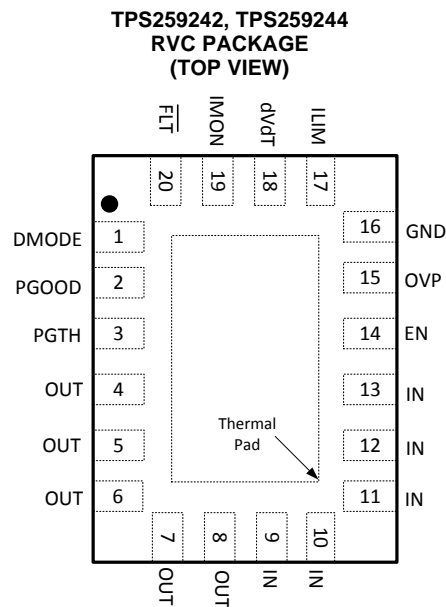 TPS259242, TPS259244
RVC PACKAGE
(TOP VIEW)
FLT
IMON
dVdT
ILIM
20
19
18
17
DMODE 1
16 GND
PGOOD 2
15 OVP
PGTH 3
14 EN
OUT 4
13 IN
OUT 5
12 IN
OUT 6
11 IN
Thermal
Pad
7
8
9
10
OUT
OUT
IN
IN